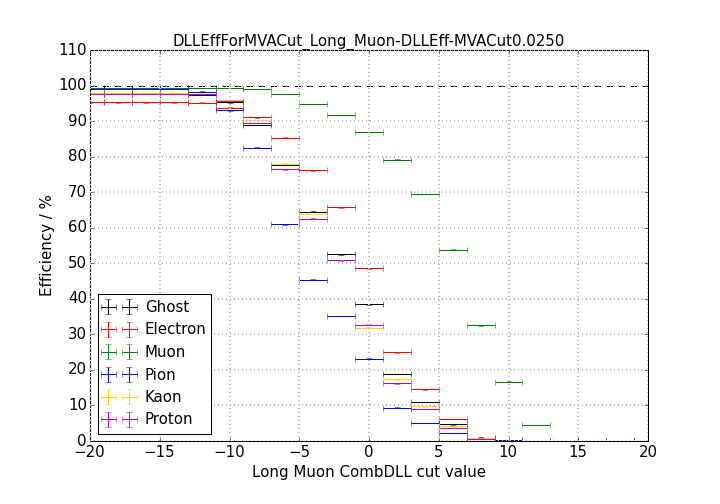 DLLEffForMVACut_Long_Muon-DLLEff-MVACut0.0250
110
100
90
80
70
60
50
40
30
20
10
0
Efficiency / %
Ghost
Electron
Muon
Pion
Kaon
Proton
−20 −15 −10 −5 0 5 10 15 20
Long Muon CombDLL cut value